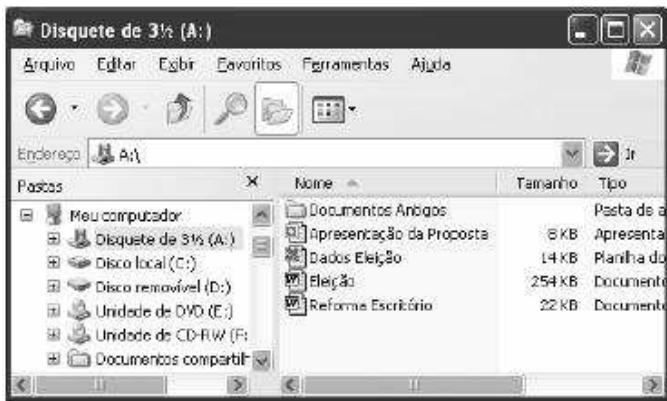 Disquete de 3½ (A:)
Arquivo Editar Exibir Favoritos Ferramentas Ajuda
Endereço A:\ Ir
Pastas
Meu computador
Disquete de 3½ (A:)
Disco local (C:)
Disco removível (D:)
Unidade de DVD (E:)
Unidade de CD-RW (F:
Documentos compartilh
Nome Tamanho Tipo
Documentos Antigos Pasta de a
Apresentação da Proposta 8 KB Apresenta
Dados Eleição 14 KB Planilha do
Eleição 254 KB Documento
Reforma Escritório 22 KB Documento